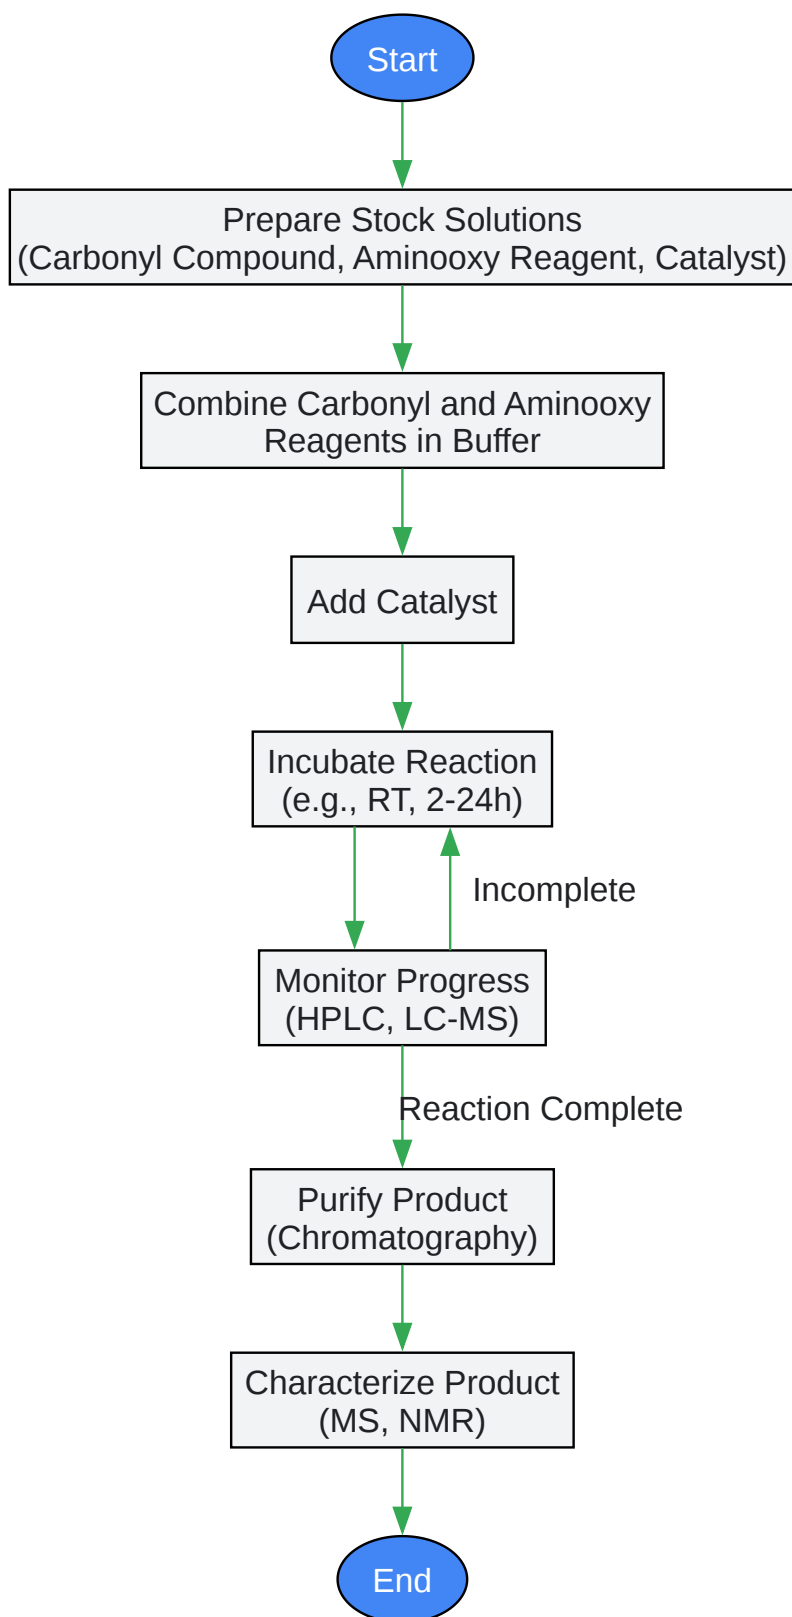 Start
Prepare Stock Solutions
(Carbonyl Compound, Aminooxy Reagent, Catalyst)
Combine Carbonyl and Aminooxy
Reagents in Buffer
Add Catalyst
Incubate Reaction
(e.g., RT, 2-24h)
Incomplete
Monitor Progress
(HPLC, LC-MS)
Reaction Complete
Purify Product
(Chromatography)
Characterize Product
(MS, NMR)
End